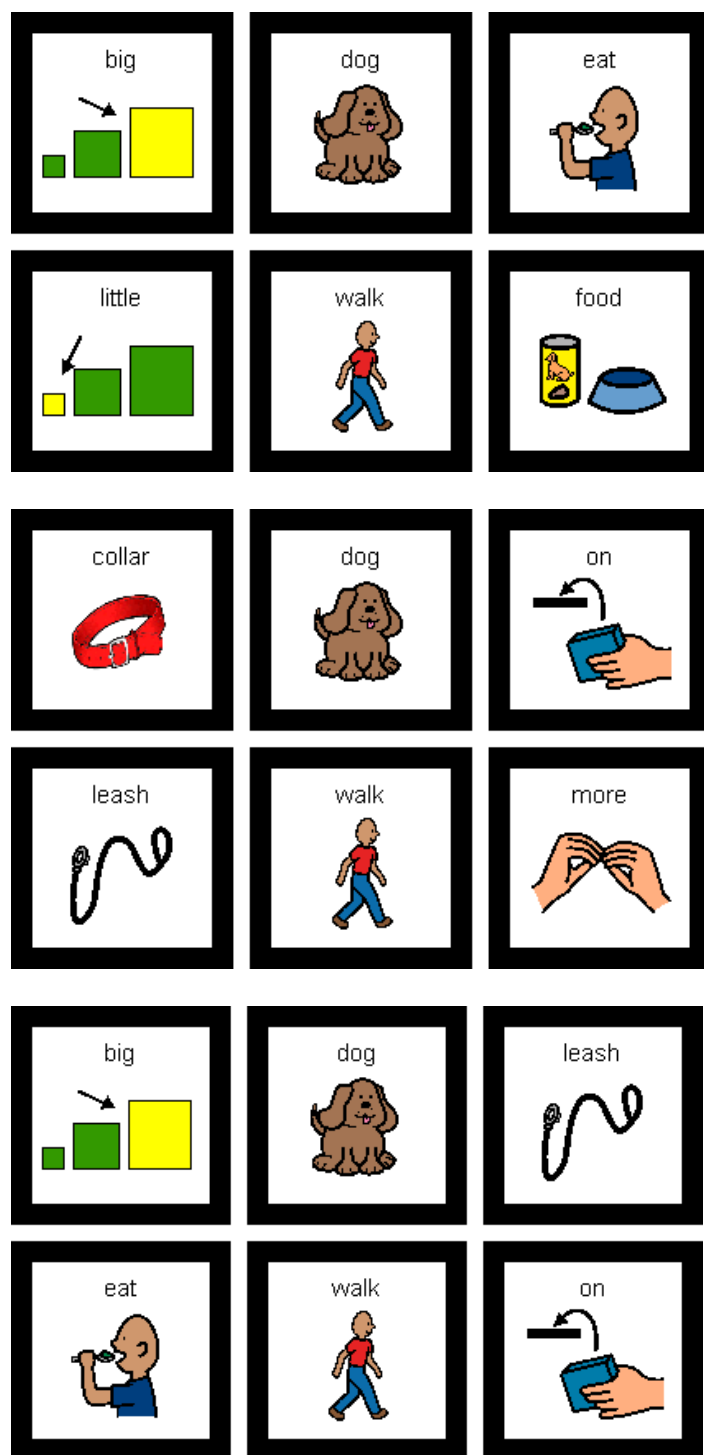 big
dog
eat
little
walk
food
collar
dog
on
leash
walk
more
big
dog
leash
eat
walk
on